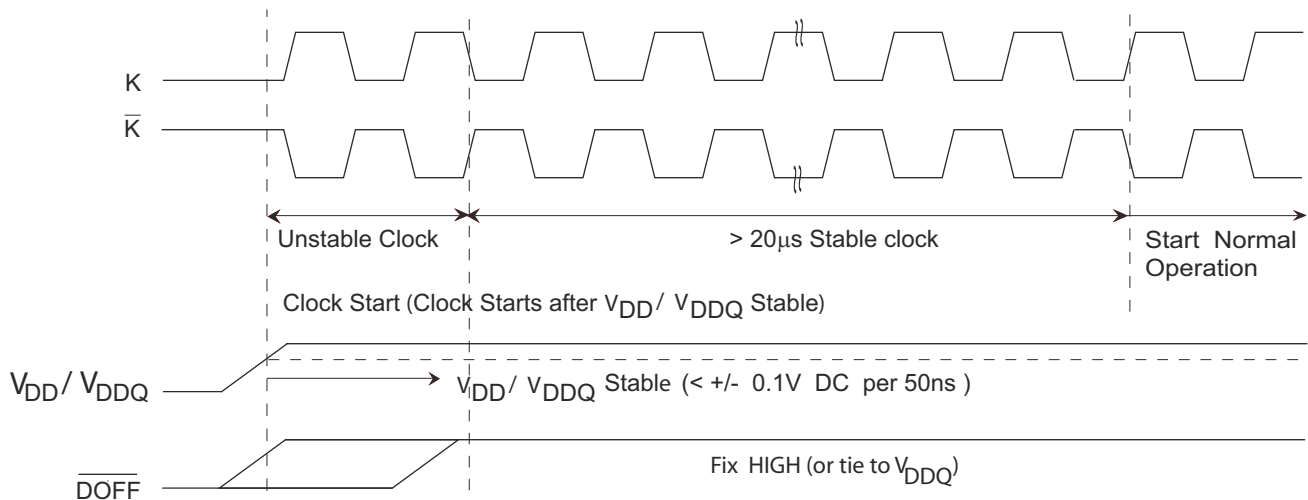 K
K̅
Unstable Clock
> 20μs Stable clock
Start Normal
Operation
Clock Start (Clock Starts after VDD / VDDQ Stable)
VDD / VDDQ
VDD / VDDQ Stable (< +/- 0.1V DC per 50ns )
Fix HIGH (or tie to VDDQ)
D̅O̅F̅F̅